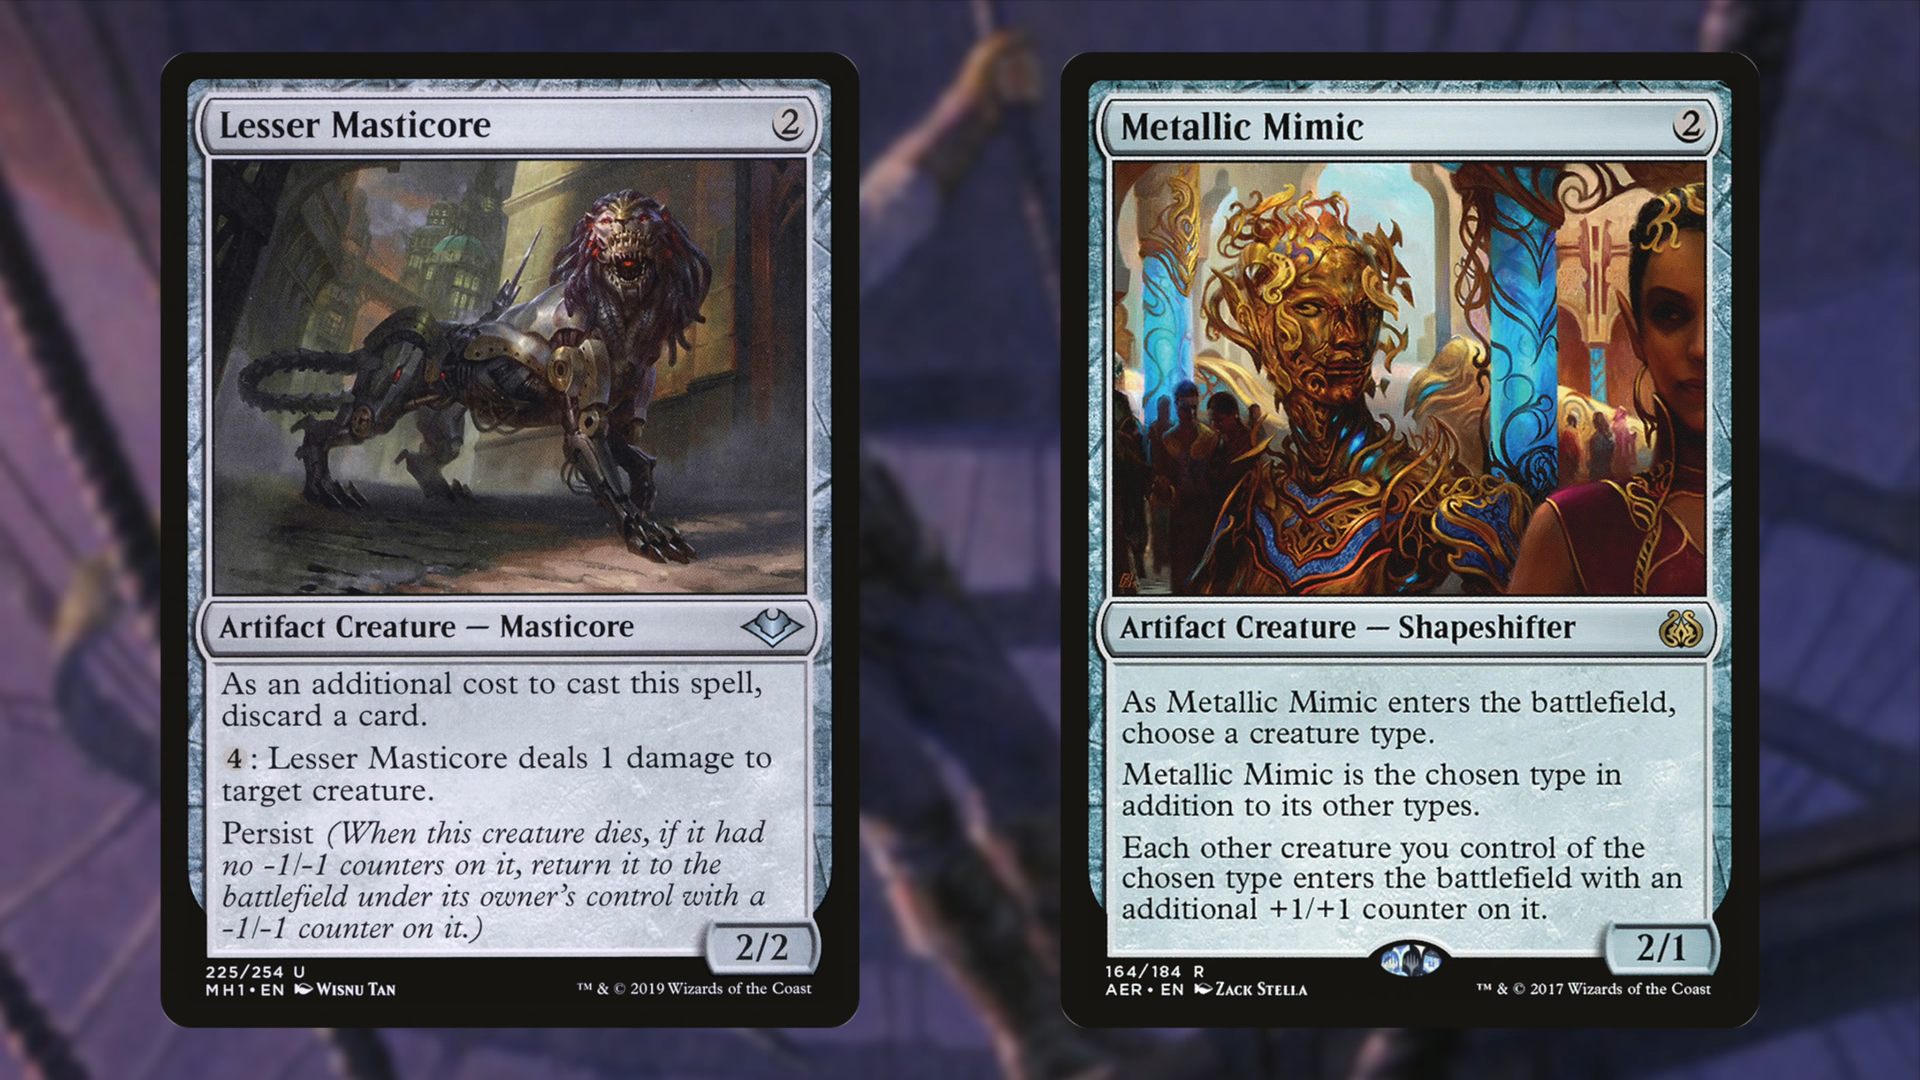 Lesser Masticore 2
Artifact Creature — Masticore
As an additional cost to cast this spell,
discard a card.
4: Lesser Masticore deals 1 damage to
target creature.
Persist (When this creature dies, if it had
no -1/-1 counters on it, return it to the
battlefield under its owner's control with a
-1/-1 counter on it.)
2/2
225/254 U
MH1 • EN Wisnu Tan
™ & © 2019 Wizards of the Coast
Metallic Mimic 2
Artifact Creature — Shapeshifter
As Metallic Mimic enters the battlefield,
choose a creature type.
Metallic Mimic is the chosen type in
addition to its other types.
Each other creature you control of the
chosen type enters the battlefield with an
additional +1/+1 counter on it.
2/1
164/184 R
AER • EN Zack Stella
™ & © 2017 Wizards of the Coast